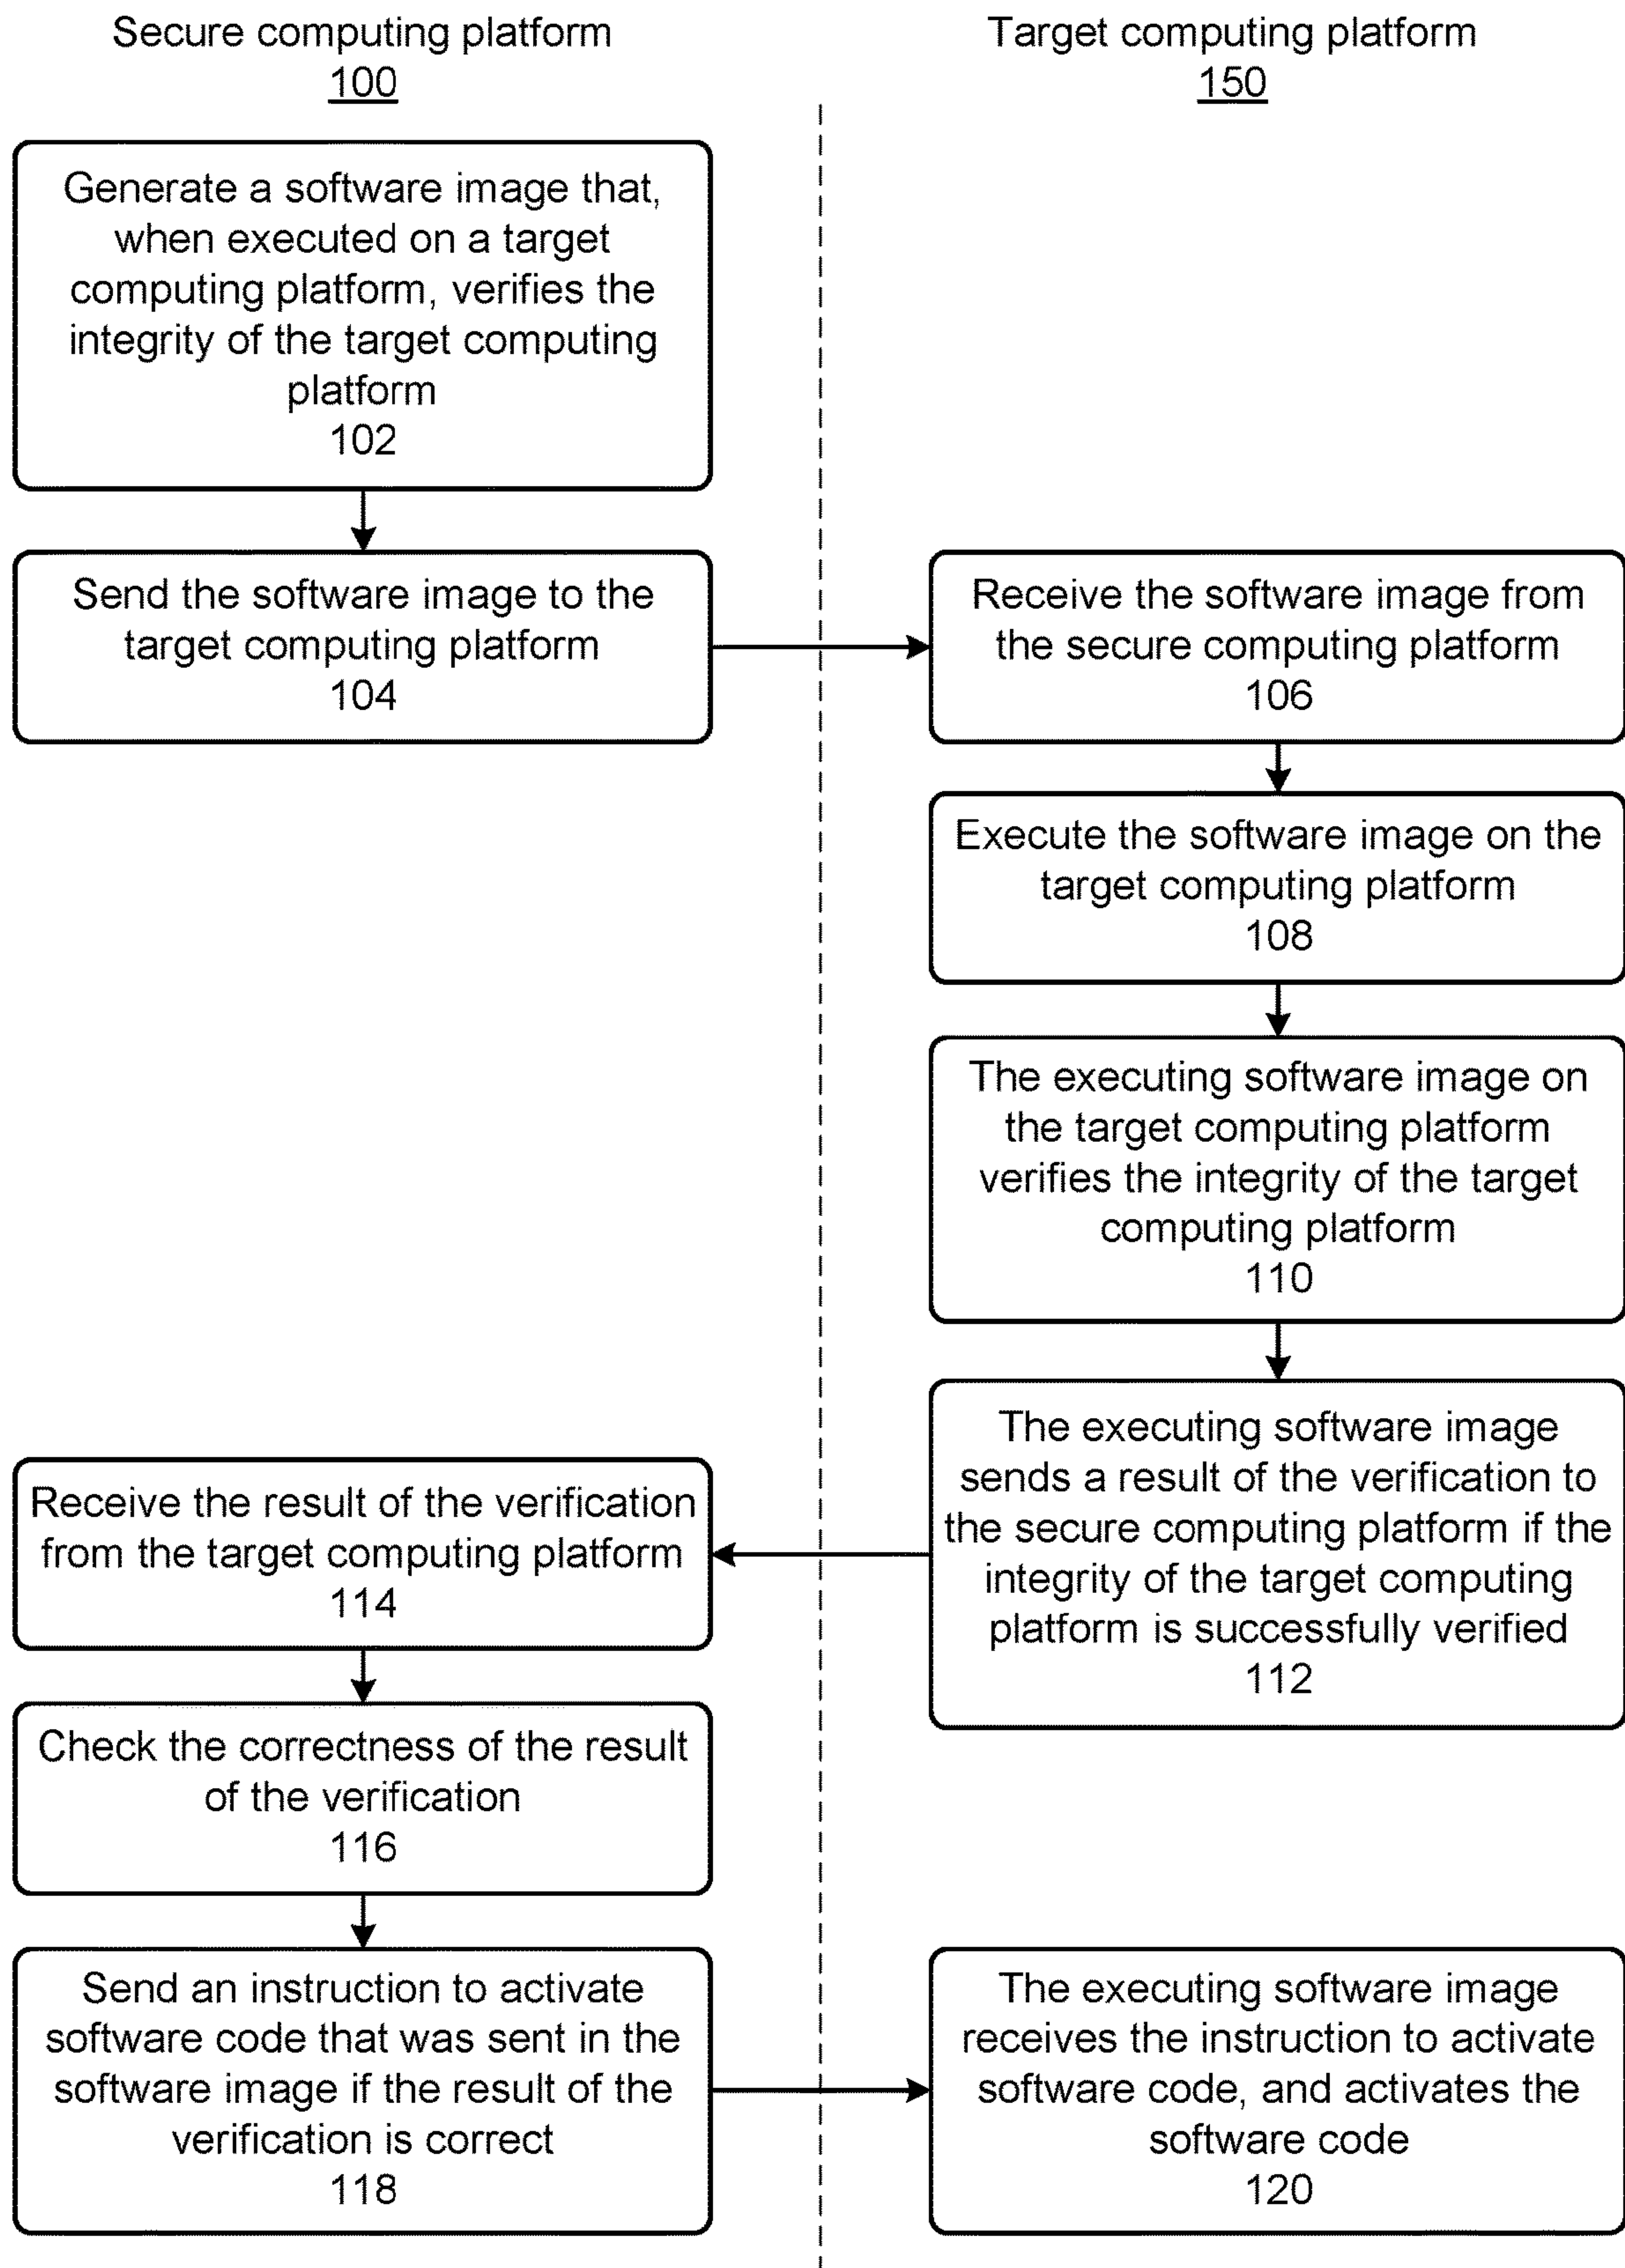 Secure computing platform
100
Target computing platform
150
Generate a software image that,
when executed on a target
computing platform, verifies the
integrity of the target computing
platform
102
Send the software image to the
target computing platform
104
Receive the software image from
the secure computing platform
106
Execute the software image on the
target computing platform
108
The executing software image on
the target computing platform
verifies the integrity of the target
computing platform
110
The executing software image
sends a result of the verification to
the secure computing platform if the
integrity of the target computing
platform is successfully verified
112
Receive the result of the verification
from the target computing platform
114
Check the correctness of the result
of the verification
116
Send an instruction to activate
software code that was sent in the
software image if the result of the
verification is correct
118
The executing software image
receives the instruction to activate
software code, and activates the
software code
120